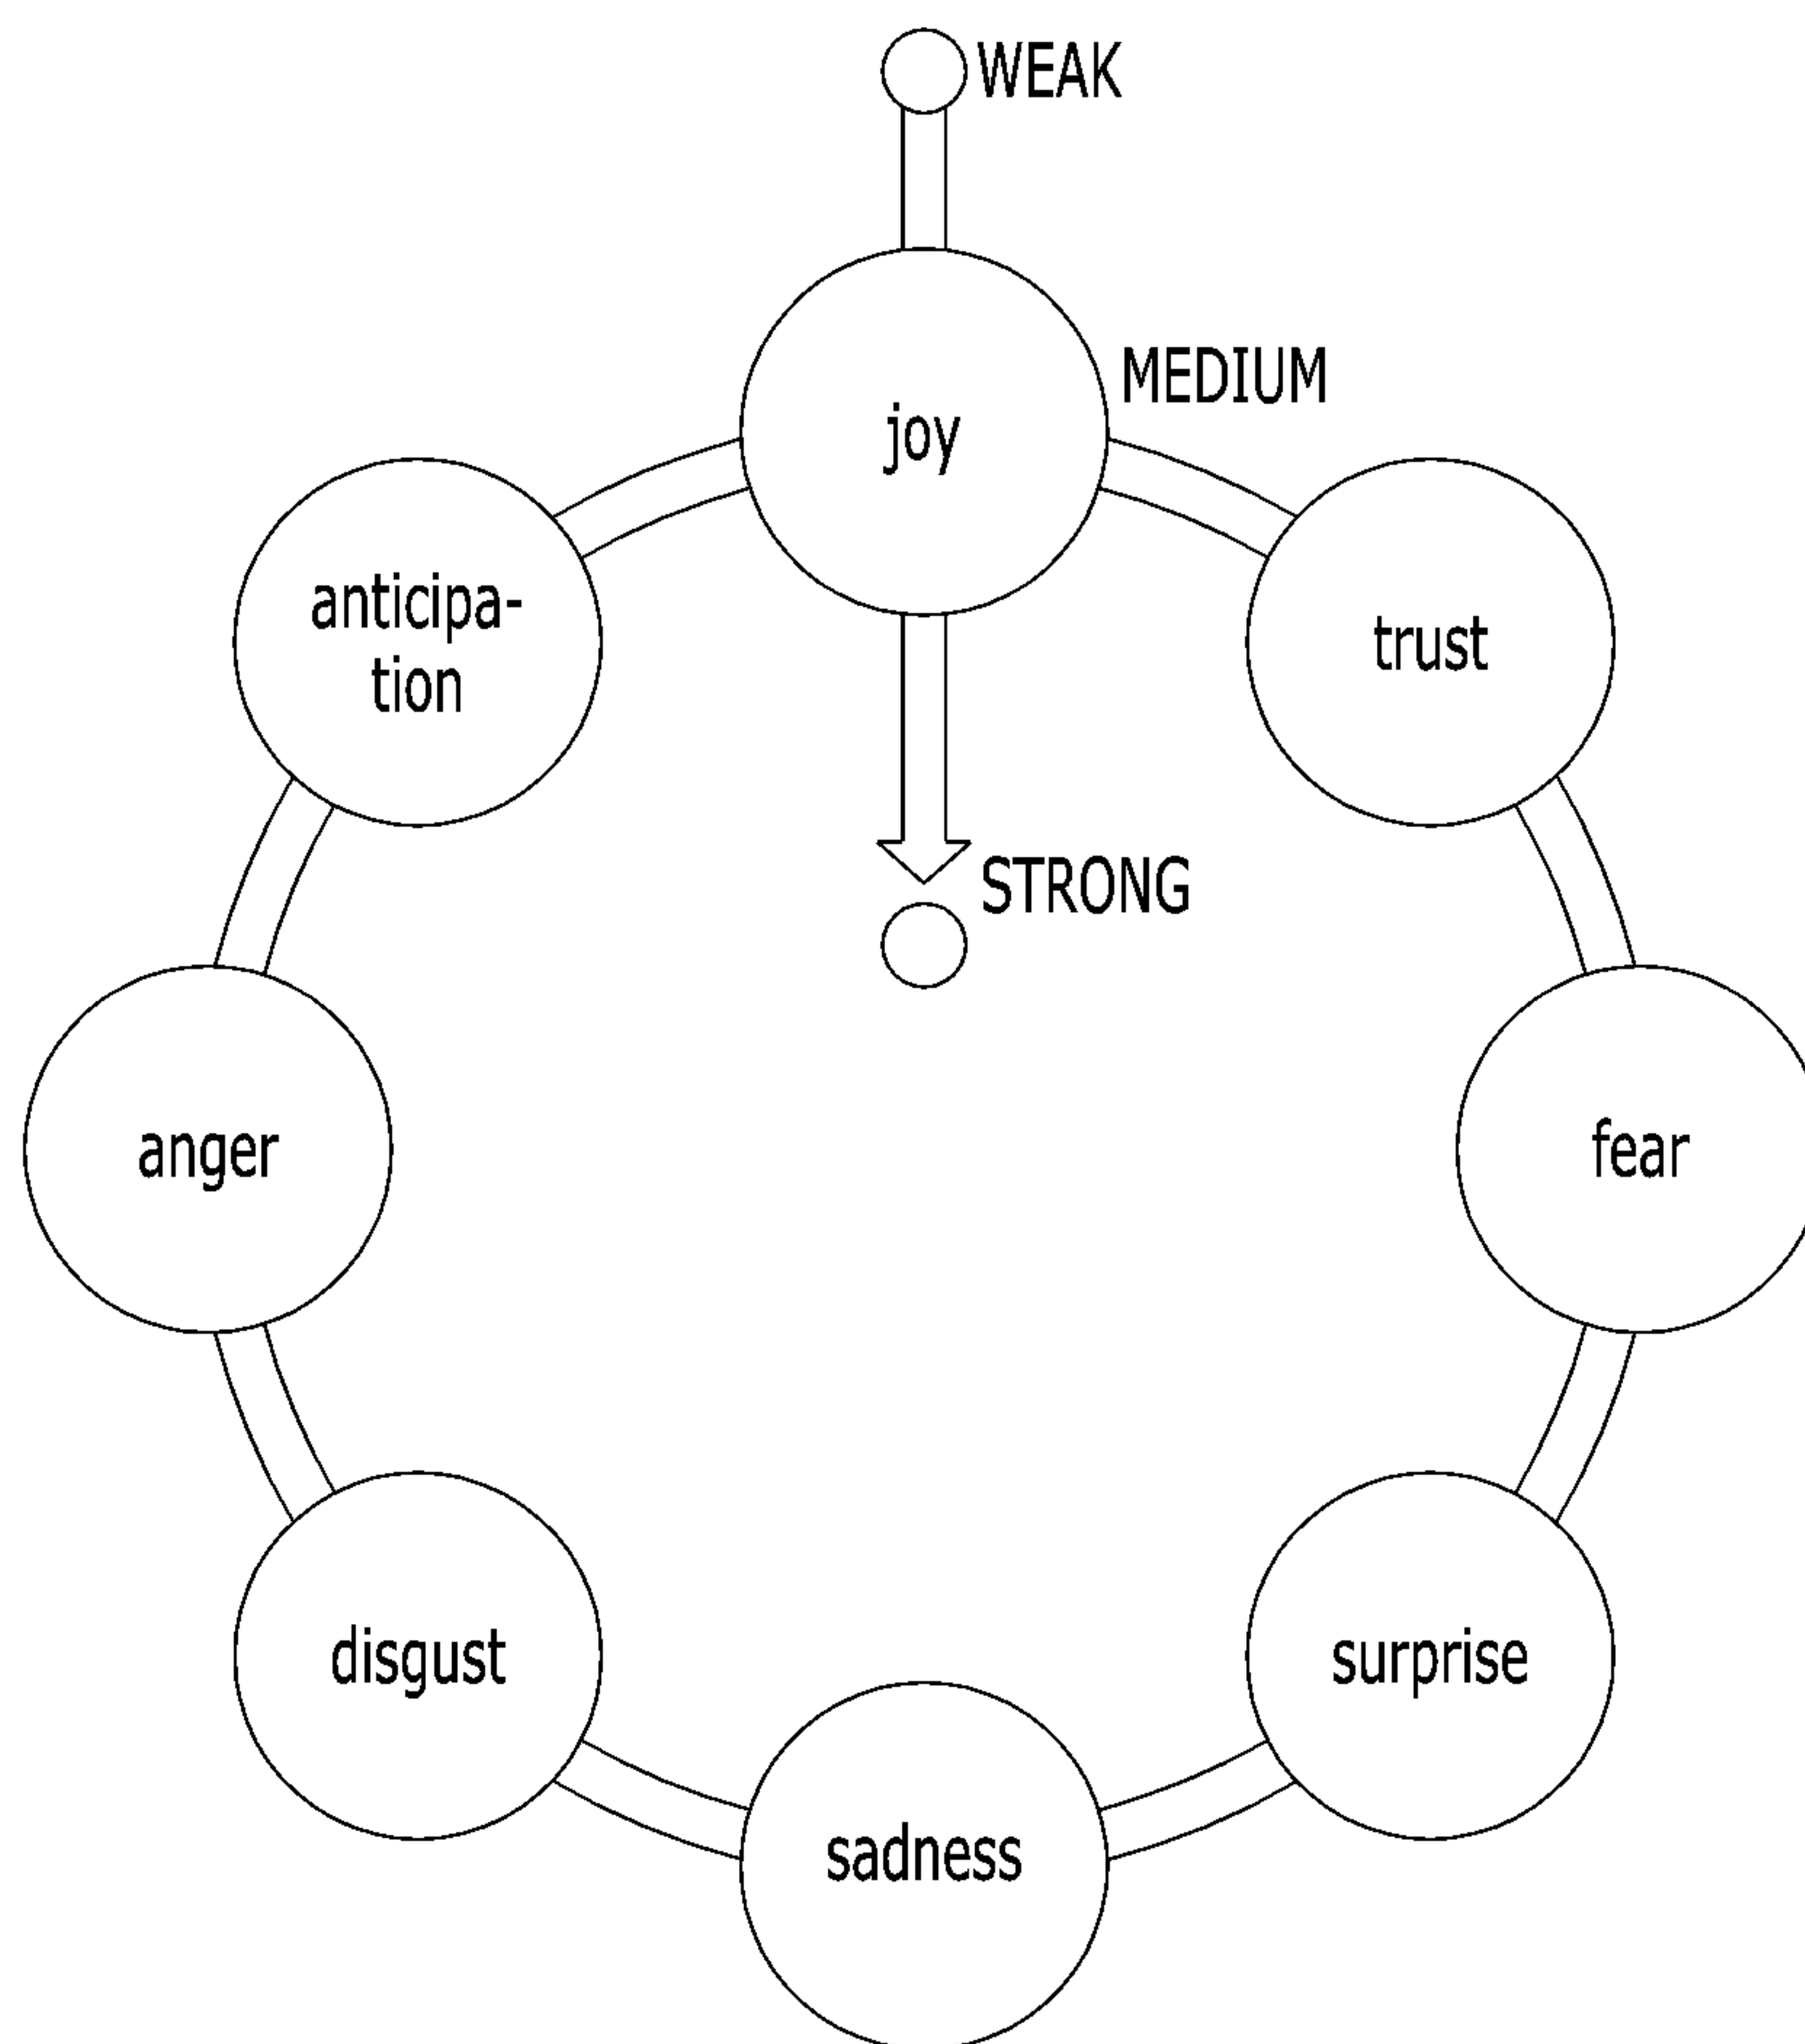 WEAK
MEDIUM
joy
anticipa-
tion
trust
STRONG
anger
fear
disgust
surprise
sadness